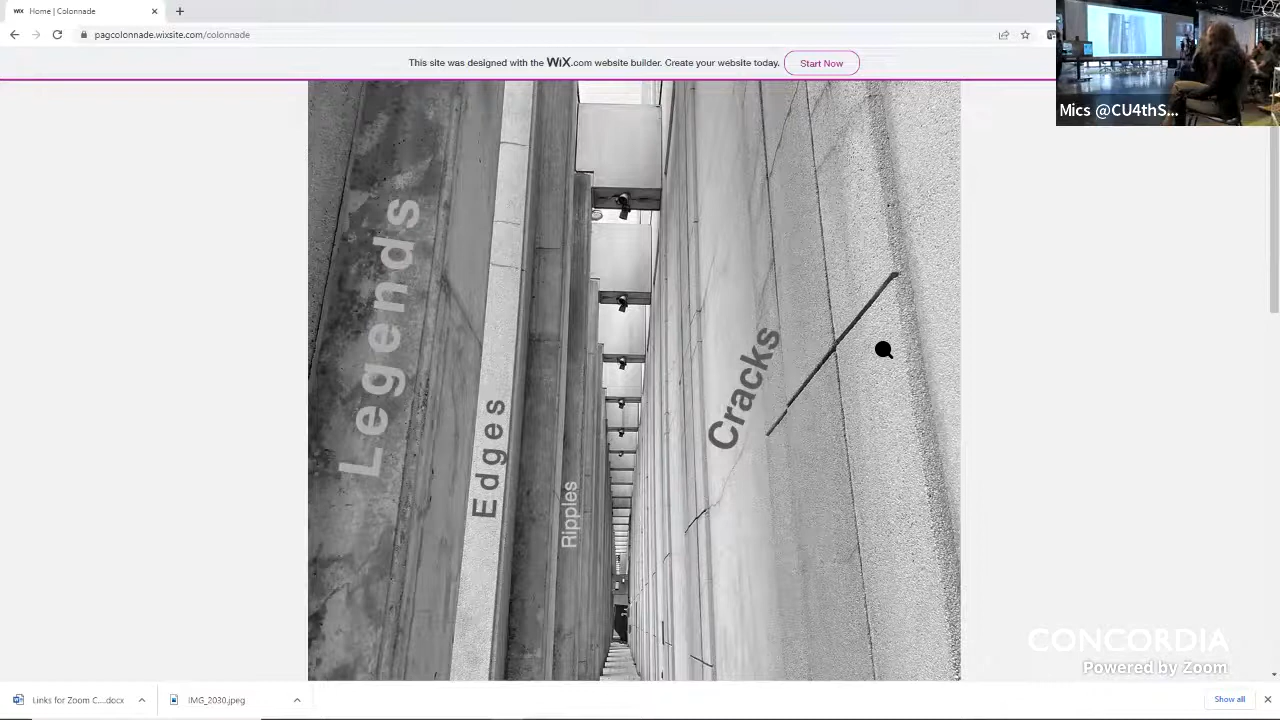 WiX Home | Colonnade
pagcolonnade.wixsite.com/colonnade
This site was designed with the WiX.com website builder. Create your website today.
Start Now
Mics @CU4thS...
Legends
Edges
Ripples
Cracks
CONCORDIA
Powered by Zoom
Links for Zoom C....docx
IMG_2030.jpeg
Show all